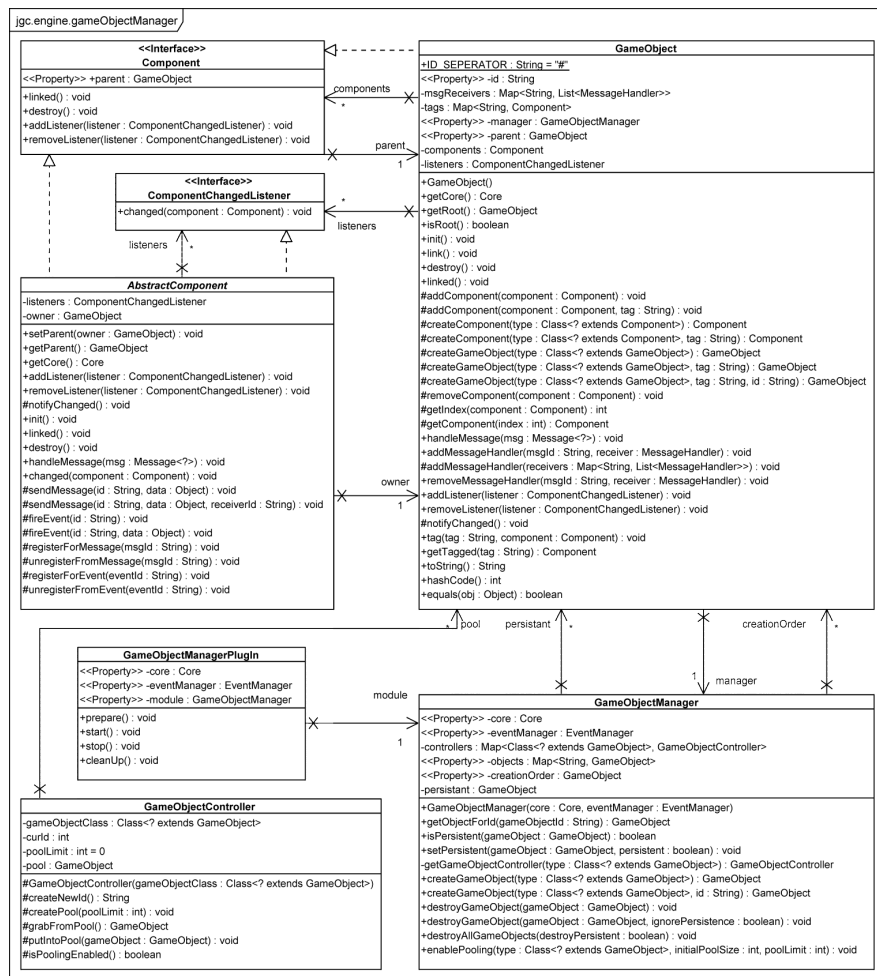 jgc.engine.gameObjectManager
<<Interface>>
Component
<<Property>> +parent : GameObject
+linked() : void
+destroy() : void
+addListener(listener : ComponentChangedListener) : void
+removeListener(listener : ComponentChangedListener) : void
components
*
parent
1
<<Interface>>
ComponentChangedListener
+changed(component : Component) : void
*
listeners
listeners
*
AbstractComponent
-listeners : ComponentChangedListener
-owner : GameObject
+setParent(owner : GameObject) : void
+getParent() : GameObject
+getCore() : Core
+addListener(listener : ComponentChangedListener) : void
+removeListener(listener : ComponentChangedListener) : void
#notifyChanged() : void
+init() : void
+linked() : void
+destroy() : void
+handleMessage(msg : Message<?>) : void
+changed(component : Component) : void
#sendMessage(id : String, data : Object) : void
#sendMessage(id : String, data : Object, receiverId : String) : void
#fireEvent(id : String) : void
#fireEvent(id : String, data : Object) : void
#registerForMessage(msgId : String) : void
#unregisterFromMessage(msgId : String) : void
#registerForEvent(eventId : String) : void
#unregisterFromEvent(eventId : String) : void
owner
1
GameObject
+ID_SEPERATOR : String = "#"
<<Property>> -id : String
-msgReceivers : Map<String, List<MessageHandler>>
-tags : Map<String, Component>
<<Property>> -manager : GameObjectManager
<<Property>> -parent : GameObject
-components : Component
-listeners : ComponentChangedListener
+GameObject()
+getCore() : Core
+getRoot() : GameObject
+isRoot() : boolean
+init() : void
+link() : void
+destroy() : void
+linked() : void
#addComponent(component : Component) : void
#addComponent(component : Component, tag : String) : void
#createComponent(type : Class<? extends Component>) : Component
#createComponent(type : Class<? extends Component>, tag : String) : Component
#createGameObject(type : Class<? extends GameObject>) : GameObject
#createGameObject(type : Class<? extends GameObject>, tag : String) : GameObject
#createGameObject(type : Class<? extends GameObject>, tag : String, id : String) : GameObject
#removeComponent(component : Component) : void
#getIndex(component : Component) : int
#getComponent(index : int) : Component
+handleMessage(msg : Message<?>) : void
+addMessageHandler(msgId : String, receiver : MessageHandler) : void
#addMessageHandler(receivers : Map<String, List<MessageHandler>>) : void
+removeMessageHandler(msgId : String, receiver : MessageHandler) : void
+addListener(listener : ComponentChangedListener) : void
+removeListener(listener : ComponentChangedListener) : void
#notifyChanged() : void
+tag(tag : String, component : Component) : void
+getTagged(tag : String) : Component
+toString() : String
+hashCode() : int
+equals(obj : Object) : boolean
* pool
persistant *
creationOrder *
1 manager
GameObjectManagerPlugIn
<<Property>> -core : Core
<<Property>> -eventManager : EventManager
<<Property>> -module : GameObjectManager
+prepare() : void
+start() : void
+stop() : void
+cleanUp() : void
module
1
GameObjectManager
<<Property>> -core : Core
<<Property>> -eventManager : EventManager
-controllers : Map<Class<? extends GameObject>, GameObjectController>
<<Property>> -objects : Map<String, GameObject>
<<Property>> -creationOrder : GameObject
-persistant : GameObject
+GameObjectManager(core : Core, eventManager : EventManager)
+getObjectForId(gameObjectId : String) : GameObject
+isPersistent(gameObject : GameObject) : boolean
+setPersistent(gameObject : GameObject, persistent : boolean) : void
-getGameObjectController(type : Class<? extends GameObject>) : GameObjectController
+createGameObject(type : Class<? extends GameObject>) : GameObject
+createGameObject(type : Class<? extends GameObject>, id : String) : GameObject
+destroyGameObject(gameObject : GameObject) : void
+destroyGameObject(gameObject : GameObject, ignorePersistence : boolean) : void
+destroyAllGameObjects(destroyPersistent : boolean) : void
+enablePooling(type : Class<? extends GameObject>, initialPoolSize : int, poolLimit : int) : void
GameObjectController
-gameObjectClass : Class<? extends GameObject>
-curId : int
-poolLimit : int = 0
-pool : GameObject
#GameObjectController(gameObjectClass : Class<? extends GameObject>)
#createNewId() : String
#createPool(poolLimit : int) : void
#grabFromPool() : GameObject
#putIntoPool(gameObject : GameObject) : void
#isPoolingEnabled() : boolean